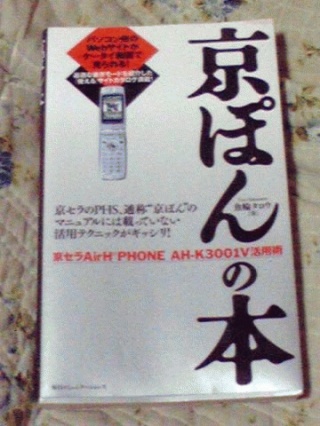 パソコン用の
Webサイトが
ケータイ画面で
見られる!
京ぽんの本
京セラのPHS、通称"京ぽん"の
マニュアルには載っていない
活用テクニックがギッシリ!
京セラAirH" PHONE AH-K3001V活用術